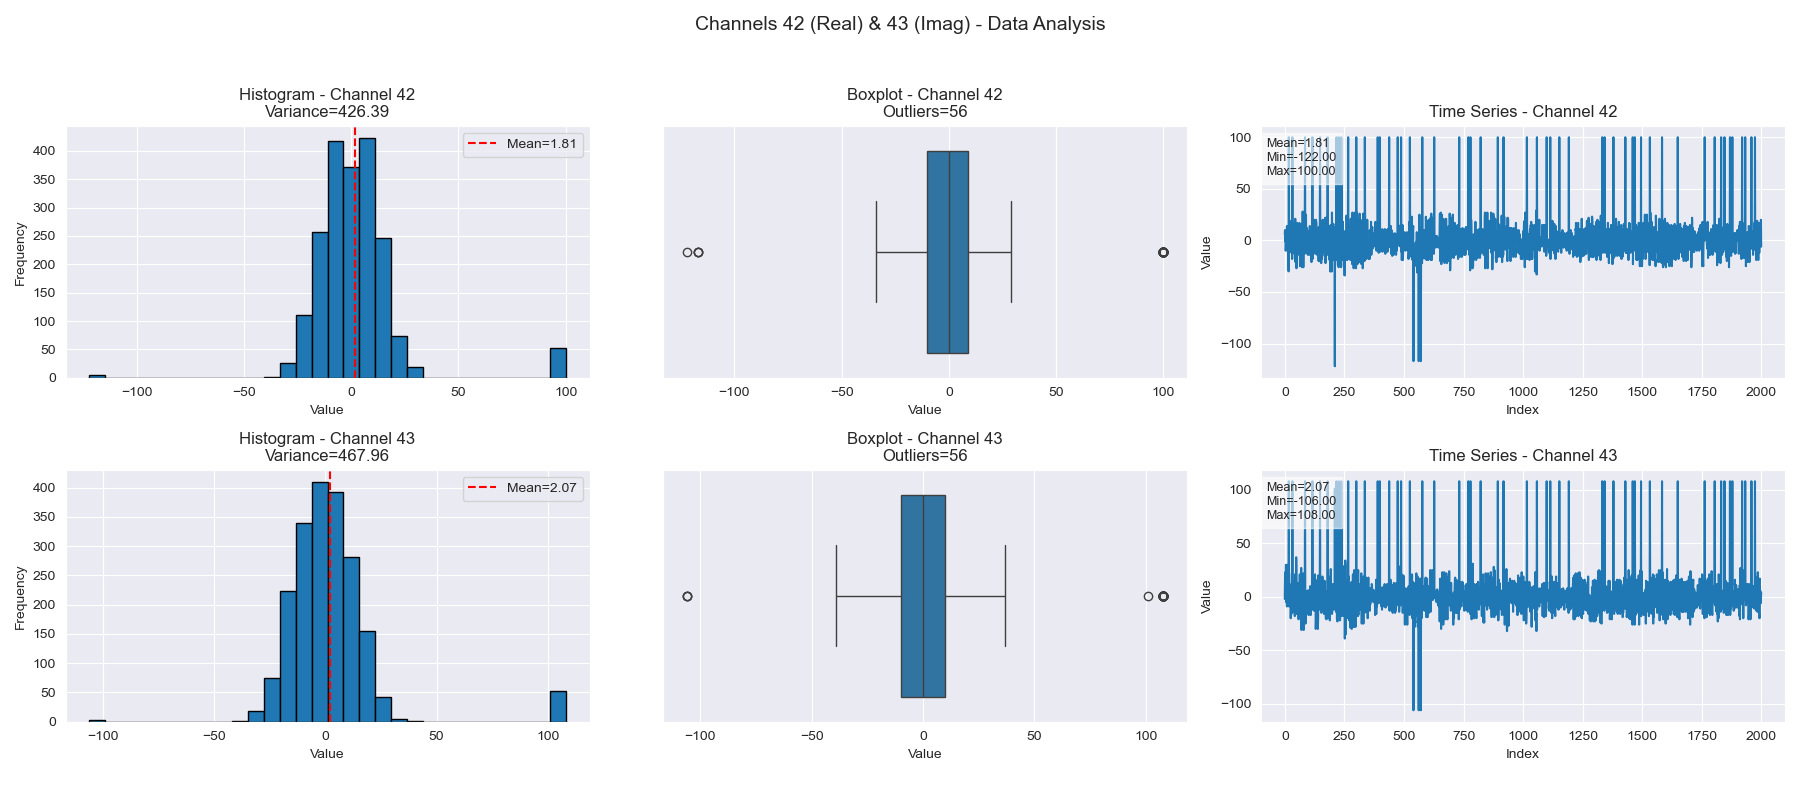 Channels 42 (Real) & 43 (Imag) - Data Analysis
Histogram - Channel 42
Variance=426.39
Mean=1.81
Frequency
400
350
300
250
200
150
100
50
0
−100
−50
0
50
100
Value
Boxplot - Channel 42
Outliers=56
−100
−50
0
50
100
Value
Time Series - Channel 42
Mean=1.81
Min=-122.00
Max=100.00
Value
100
50
0
−50
−100
0
250
500
750
1000
1250
1500
1750
2000
Index
Histogram - Channel 43
Variance=467.96
Mean=2.07
Frequency
400
350
300
250
200
150
100
50
0
−100
−50
0
50
100
Value
Boxplot - Channel 43
Outliers=56
−100
−50
0
50
100
Value
Time Series - Channel 43
Mean=2.07
Min=-106.00
Max=108.00
Value
100
50
0
−50
−100
0
250
500
750
1000
1250
1500
1750
2000
Index